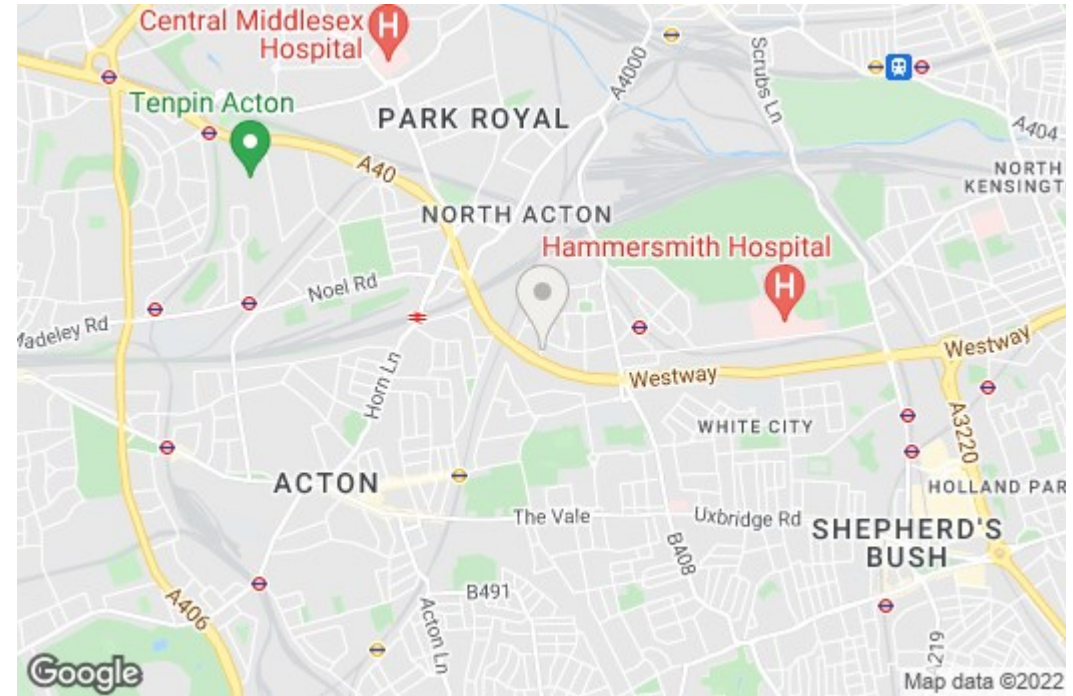 Central Middlesex
Hospital
H
Tenpin Acton
PARK ROYAL
A4000
Scrubs Ln
A404
NORTH
KENSINGT
A40
NORTH ACTON
Hammersmith Hospital
H
Noel Rd
Madeley Rd
Horn Ln
Westway
Westway
WHITE CITY
A3220
ACTON
HOLLAND PAR
The Vale
Uxbridge Rd
SHEPHERD'S
BUSH
B408
B491
A406
Acton Ln
A219
Google
Map data ©2022